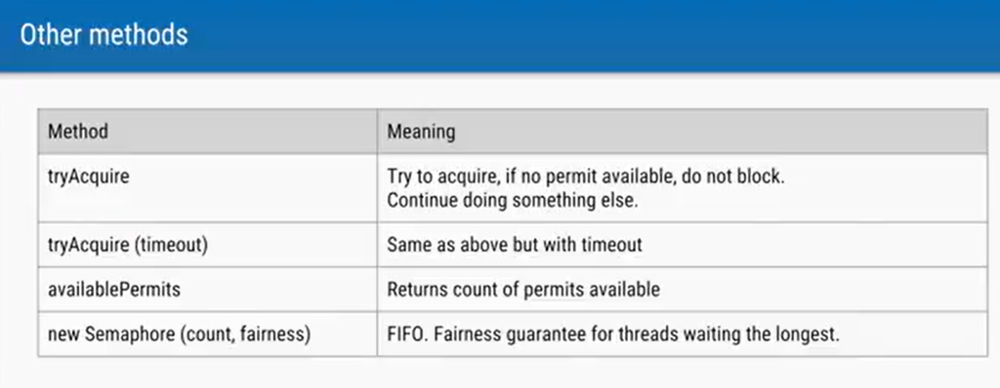 Other methods
Method
Meaning
tryAcquire
Try to acquire, if no permit available, do not block.
Continue doing something else.
tryAcquire (timeout)
Same as above but with timeout
availablePermits
Returns count of permits available
new Semaphore (count, fairness)
FIFO. Fairness guarantee for threads waiting the longest.